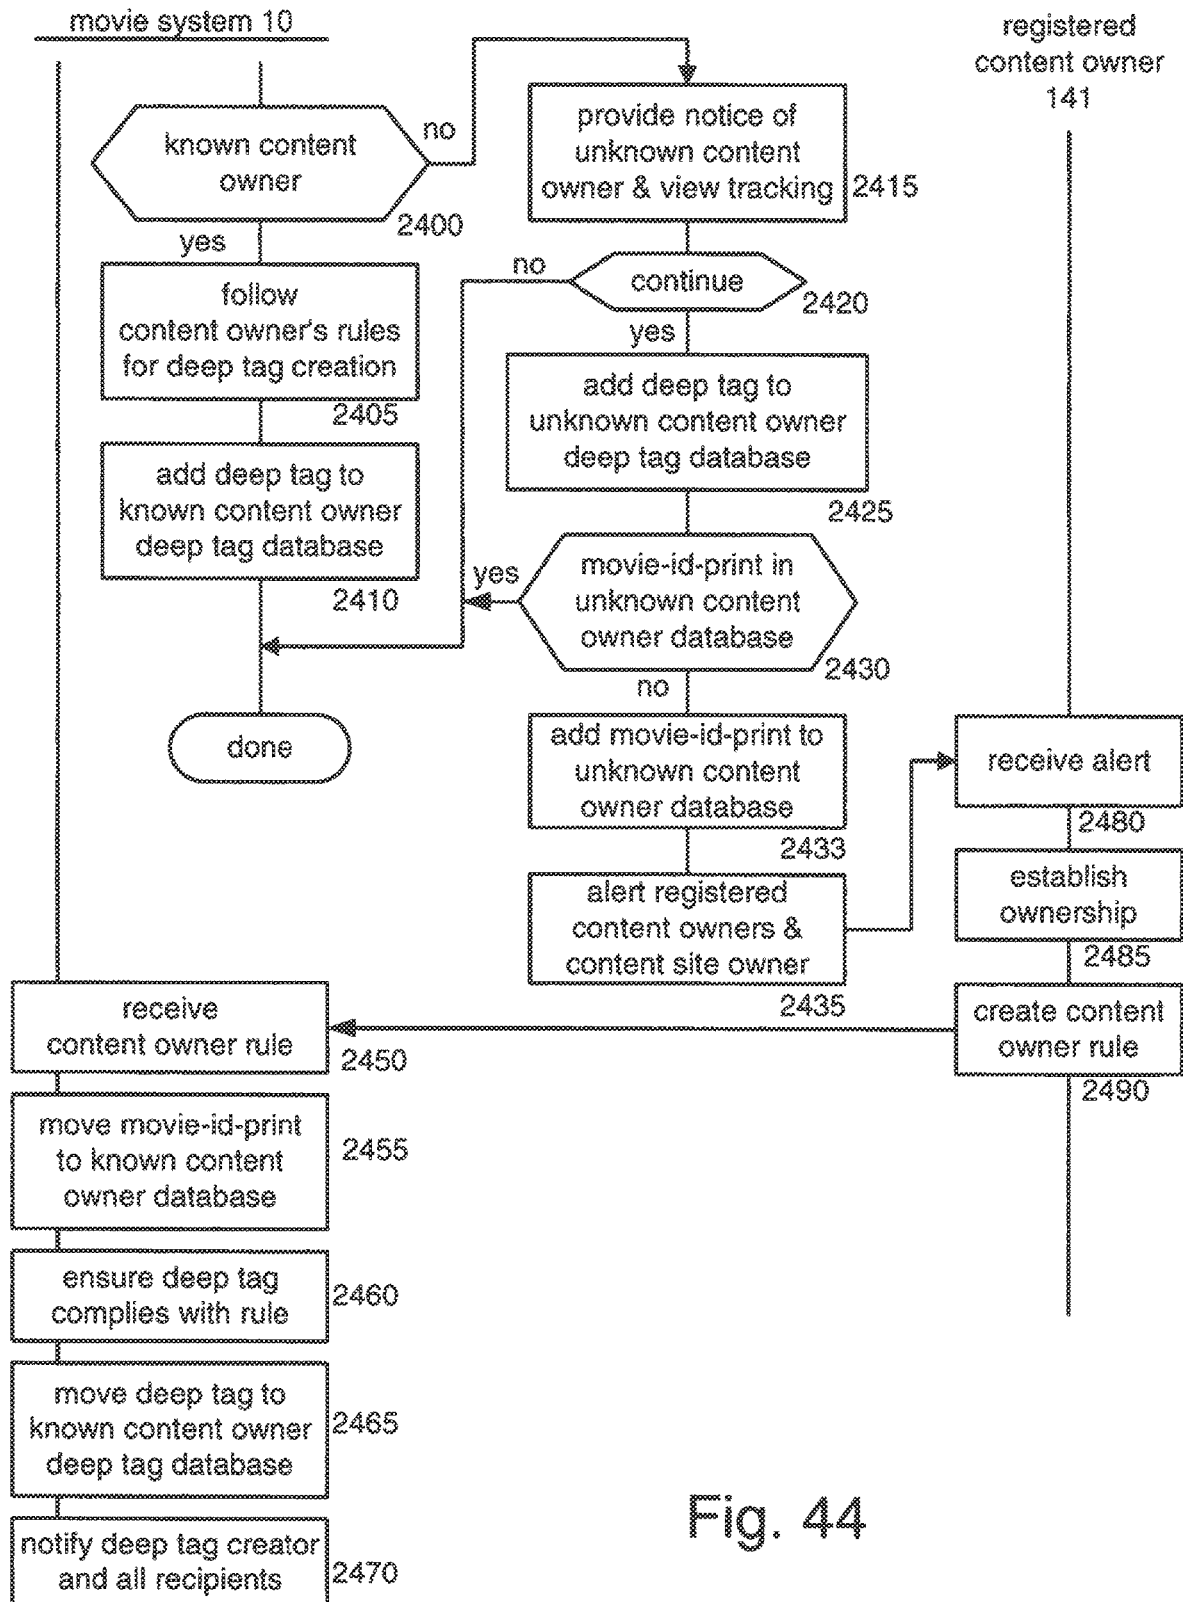 movie system 10
registered
content owner
141
known content
owner
no
2400
yes
provide notice of
unknown content
owner & view tracking
2415
follow
content owner's rules
for deep tag creation
2405
no
continue
2420
yes
add deep tag to
known content owner
deep tag database
2410
add deep tag to
unknown content owner
deep tag database
2425
yes
movie-id-print in
unknown content
owner database
2430
no
done
add movie-id-print to
unknown content
owner database
2433
receive alert
2480
alert registered
content owners &
content site owner
2435
establish
ownership
2485
receive
content owner rule
2450
create content
owner rule
2490
move movie-id-print
to known content
owner database
2455
ensure deep tag
complies with rule
2460
move deep tag to
known content owner
deep tag database
2465
notify deep tag creator
and all recipients
2470
Fig. 44